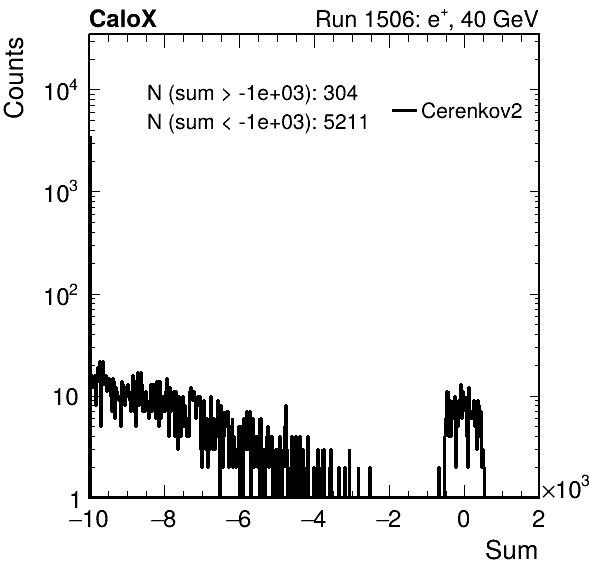 CaloX Run 1506: e⁺, 40 GeV
Counts
N (sum > -1e+03): 304
N (sum < -1e+03): 5211
Cerenkov2
10⁴
10³
10²
10
1
−10 −8 −6 −4 −2 0 2
×10³
Sum